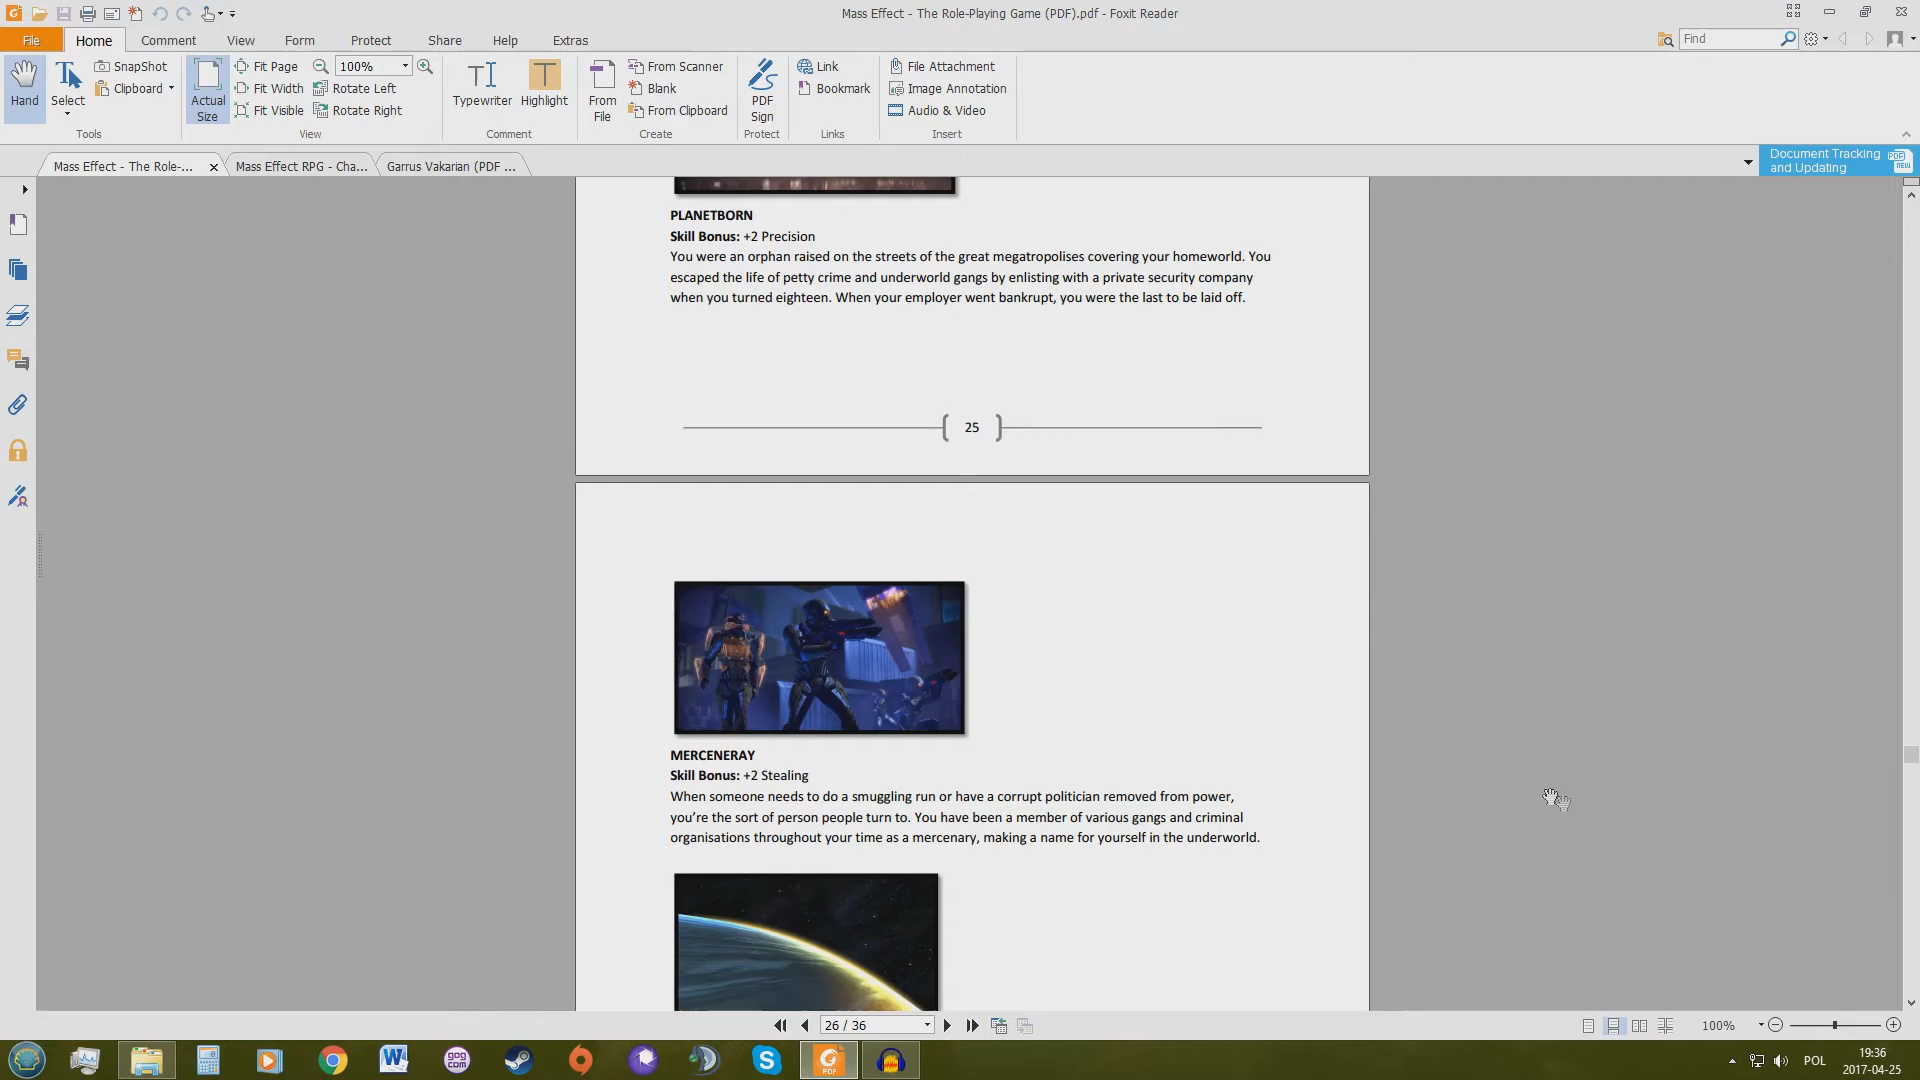 Mass Effect - The Role-Playing Game (PDF).pdf - Foxit Reader
File Home Comment View Form Protect Share Help Extras
Find
Hand
Select
SnapShot
Clipboard
Tools
Actual
Size
Fit Page
Fit Width
Fit Visible
100%
Rotate Left
Rotate Right
View
Typewriter
Highlight
Comment
From
File
From Scanner
Blank
From Clipboard
Create
PDF
Sign
Protect
Link
Bookmark
Links
File Attachment
Image Annotation
Audio & Video
Insert
Mass Effect - The Role-...
Mass Effect RPG - Cha...
Garrus Vakarian (PDF ...
Document Tracking
and Updating
PDF
NEW
PLANETBORN
Skill Bonus: +2 Precision
You were an orphan raised on the streets of the great megatropolises covering your homeworld. You
escaped the life of petty crime and underworld gangs by enlisting with a private security company
when you turned eighteen. When your employer went bankrupt, you were the last to be laid off.
25
MERCENERAY
Skill Bonus: +2 Stealing
When someone needs to do a smuggling run or have a corrupt politician removed from power,
you’re the sort of person people turn to. You have been a member of various gangs and criminal
organisations throughout your time as a mercenary, making a name for yourself in the underworld.
26 / 36
100%
gog
com
PDF
POL
19:36
2017-04-25